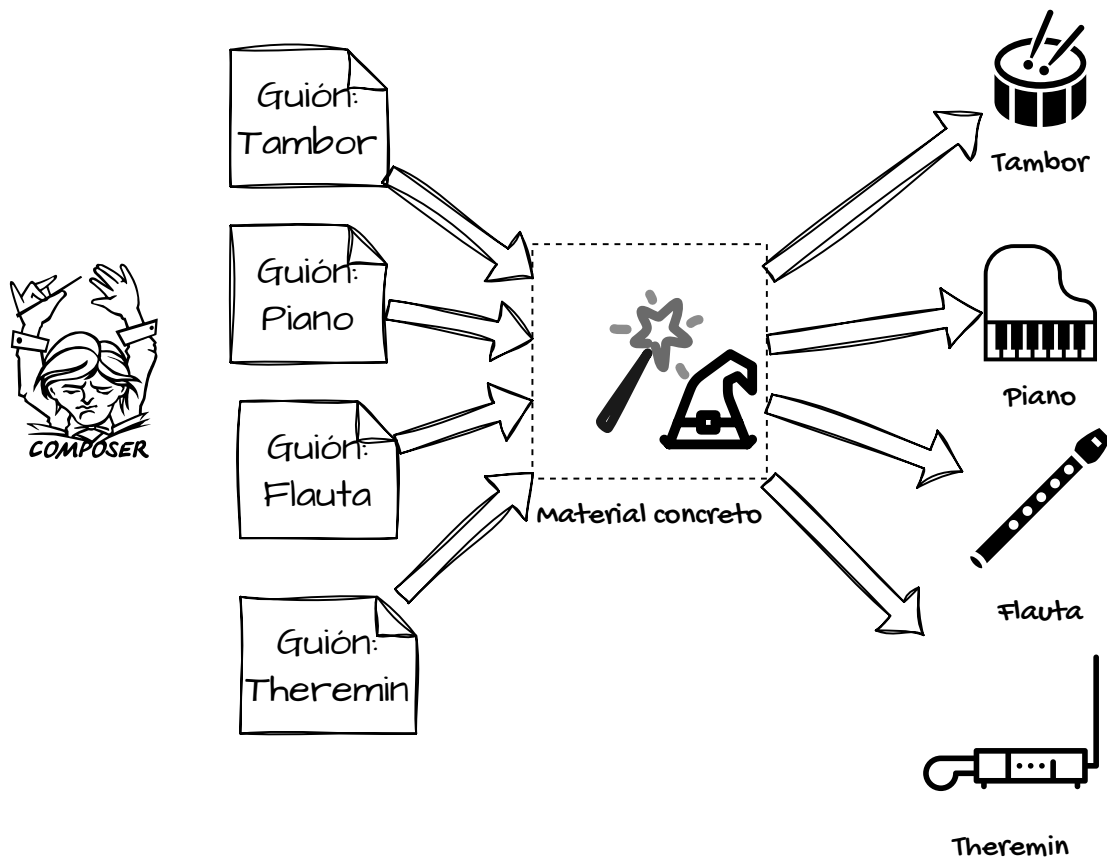 Guión:
Tambor
Guión:
Piano
Guión:
Flauta
Guión:
Theremin
COMPOSER
Material concreto
Tambor
Piano
Flauta
Theremin